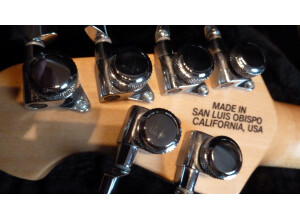 MADE IN
SAN LUIS OBISPO
CALIFORNIA, USA